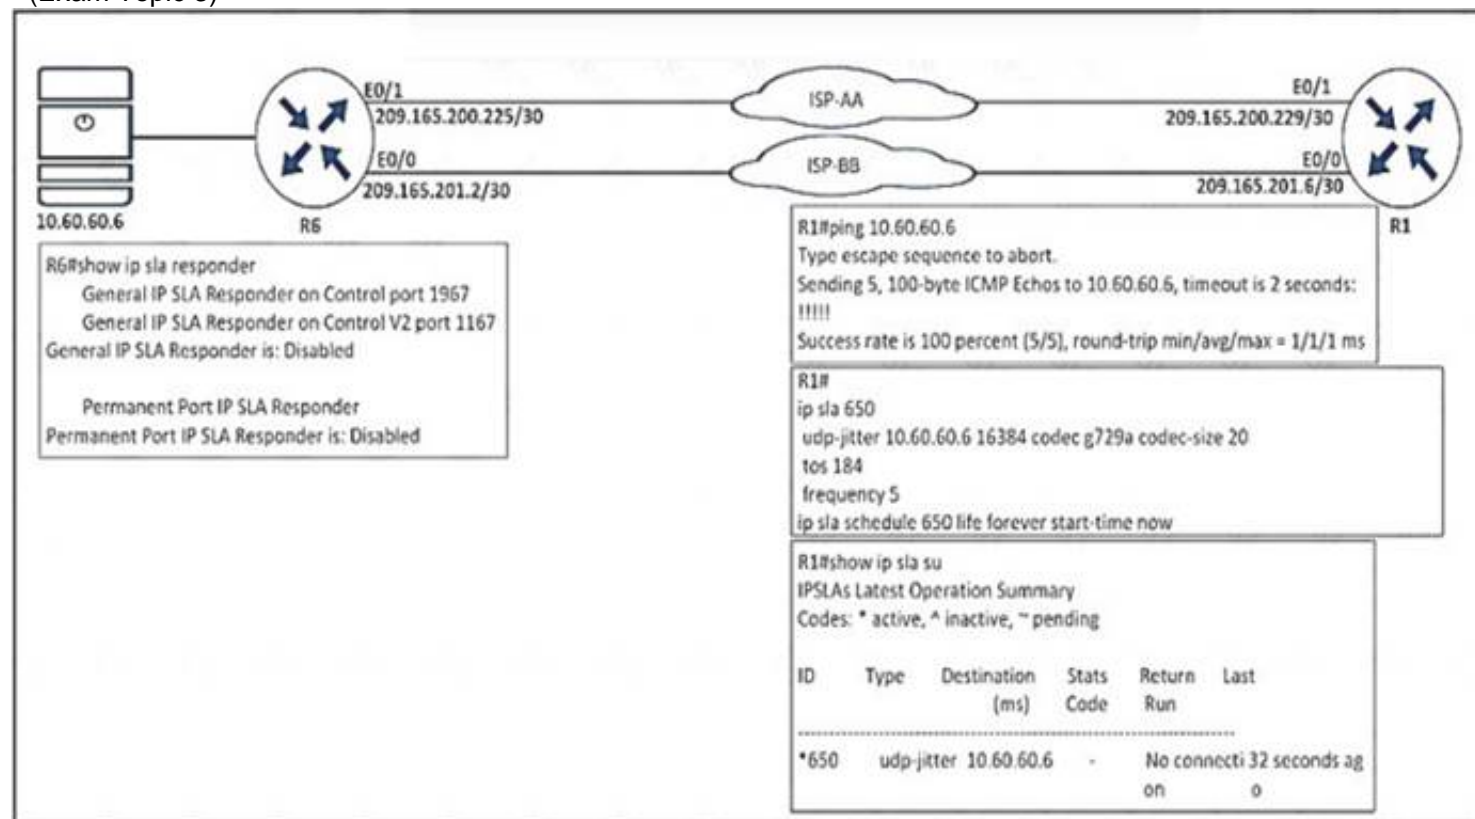 (Exam Topic 3)
E0/1
209.165.200.225/30
E0/0
209.165.201.2/30
10.60.60.6
R6
ISP-AA
ISP-BB
E0/1
209.165.200.229/30
E0/0
209.165.201.6/30
R1
R6#show ip sla responder
General IP SLA Responder on Control port 1967
General IP SLA Responder on Control V2 port 1167
General IP SLA Responder is: Disabled
Permanent Port IP SLA Responder
Permanent Port IP SLA Responder is: Disabled
R1#ping 10.60.60.6
Type escape sequence to abort.
Sending 5, 100-byte ICMP Echos to 10.60.60.6, timeout is 2 seconds:
!!!!!
Success rate is 100 percent (5/5), round-trip min/avg/max = 1/1/1 ms
R1#
ip sla 650
udp-jitter 10.60.60.6 16384 codec g729a codec-size 20
tos 184
frequency 5
ip sla schedule 650 life forever start-time now
R1#show ip sla su
IPSLAs Latest Operation Summary
Codes: * active, ^ inactive, ~ pending
ID Type Destination Stats Return Last
(ms) Code Run
--------------------------------------------------------------
*650 udp-jitter 10.60.60.6 - No connecti 32 seconds ag
on o